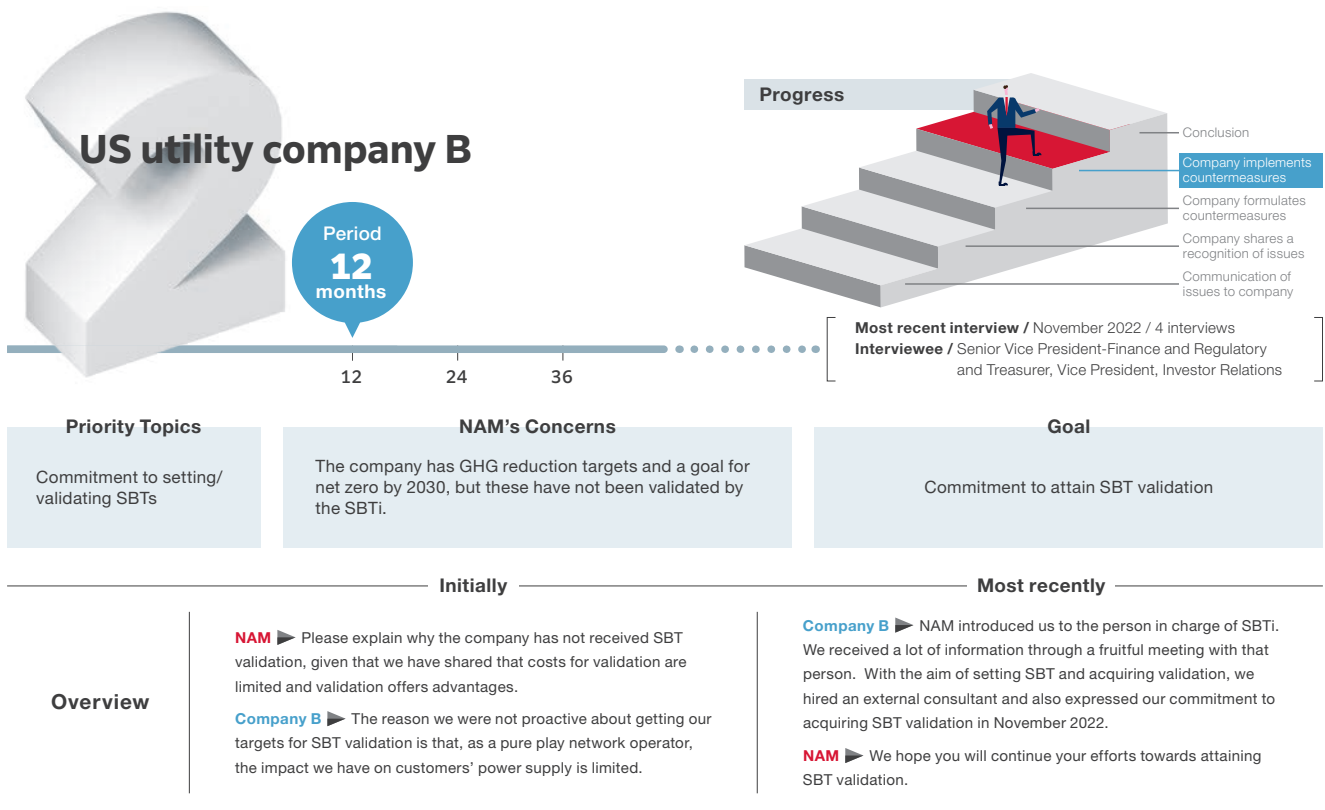 US utility company B
Period
12
months
12
24
36
Progress
Conclusion
Company implements
countermeasures
Company formulates
countermeasures
Company shares a
recognition of issues
Communication of
issues to company
Most recent interview / November 2022 / 4 interviews
Interviewee / Senior Vice President-Finance and Regulatory
and Treasurer, Vice President, Investor Relations
Priority Topics
Commitment to setting/
validating SBTs
NAM's Concerns
The company has GHG reduction targets and a goal for
net zero by 2030, but these have not been validated by
the SBTi.
Goal
Commitment to attain SBT validation
Overview
Initially
NAM ► Please explain why the company has not received SBT
validation, given that we have shared that costs for validation are
limited and validation offers advantages.
Company B ► The reason we were not proactive about getting our
targets for SBT validation is that, as a pure play network operator,
the impact we have on customers' power supply is limited.
Most recently
Company B ► NAM introduced us to the person in charge of SBTi.
We received a lot of information through a fruitful meeting with that
person. With the aim of setting SBT and acquiring validation, we
hired an external consultant and also expressed our commitment to
acquiring SBT validation in November 2022.
NAM ► We hope you will continue your efforts towards attaining
SBT validation.
2